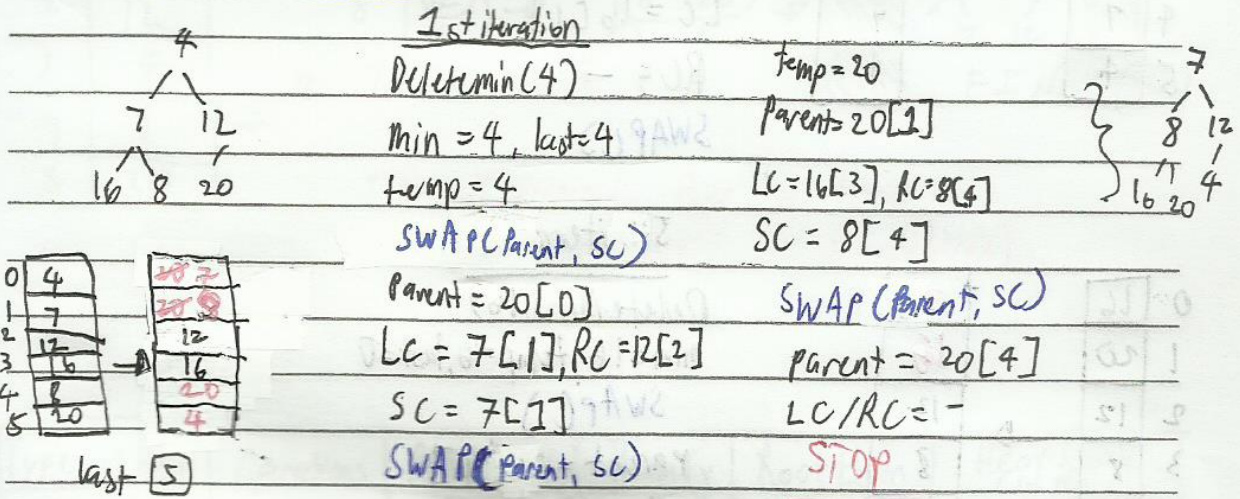 1st iteration
4
7 12
16 8 20
Deletemin(4)
min = 4, last=4
temp = 4
SWAP(Parent, SC)
Parent = 20[0]
LC = 7[1], RC=12[2]
SC = 7[1]
SWAP(Parent, SC)
temp=20
Parent=20[1]
LC=16[3], RC=8[4]
SC = 8[4]
SWAP(Parent, SC)
parent = 20[4]
LC/RC= -
STOP
7
8 12
16 20 4
0 4 20 7
1 7 20 8
2 12 12
3 16 → 16
4 8 20
5 20 4
last 5